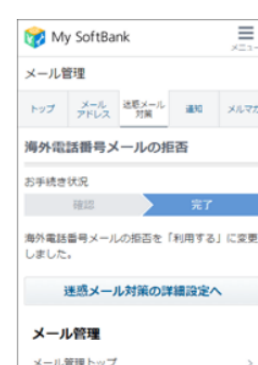 My SoftBank
メニュー
メール管理
トップ
メール
アドレス
迷惑メール
対策
通知
メルマガ
海外電話番号メールの拒否
お手続き状況
確認
完了
海外電話番号メールの拒否を「利用する」に変更
しました。
迷惑メール対策の詳細設定へ
メール管理
メール管理トップ